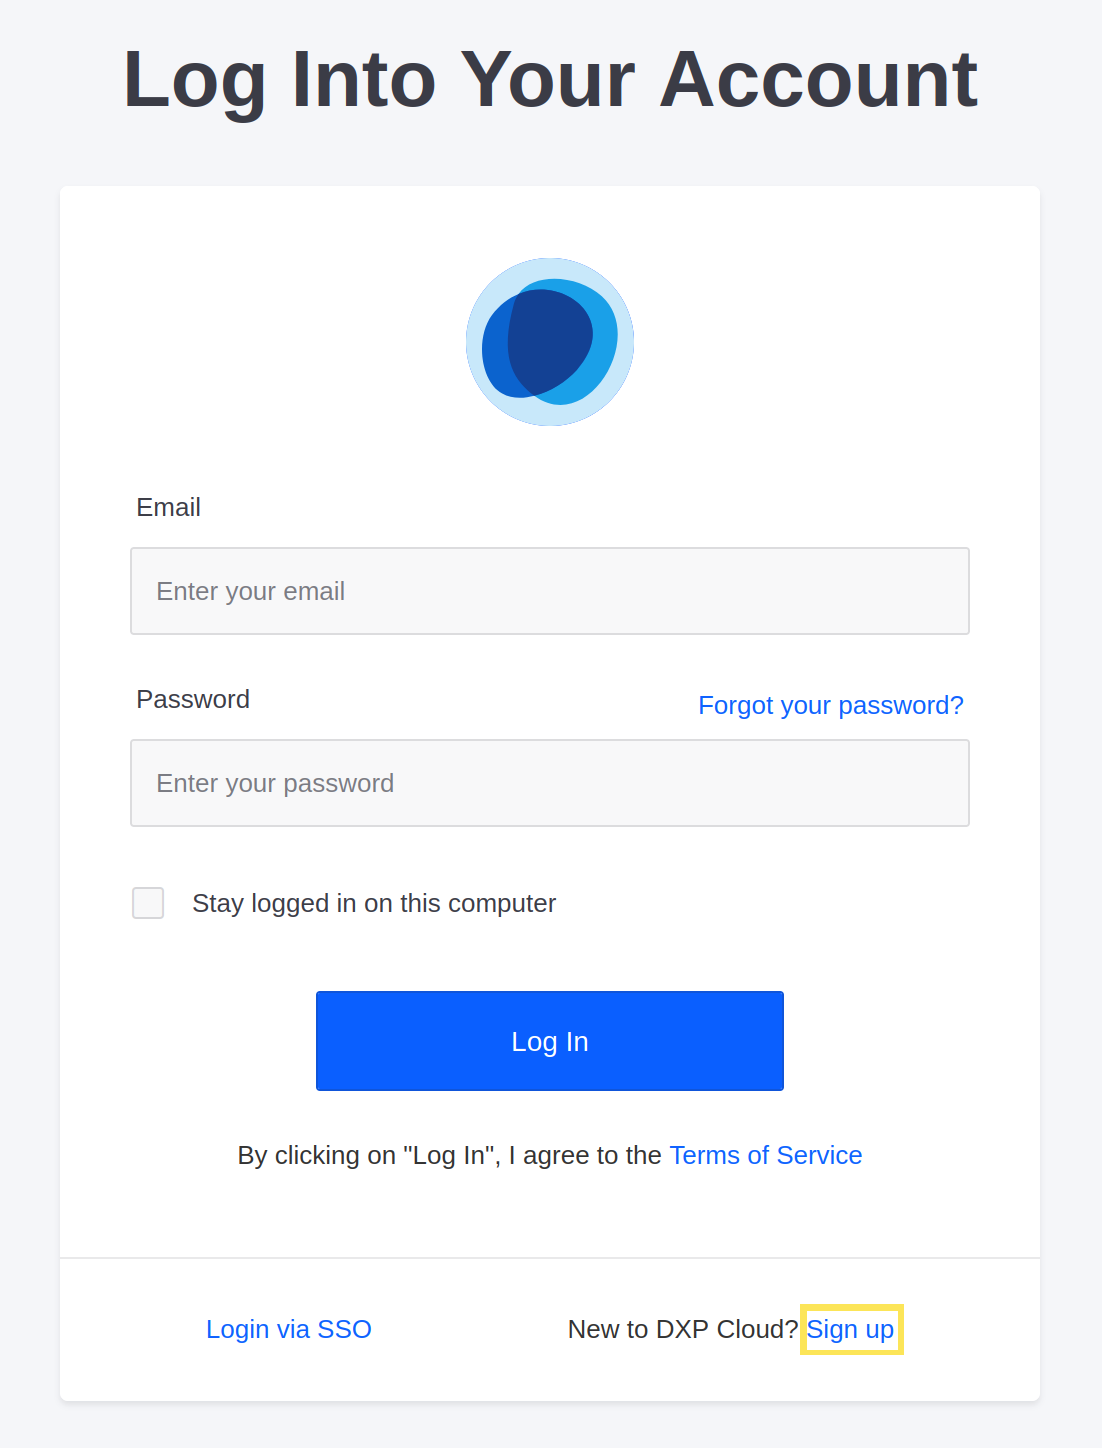 Log Into Your Account
Email
Enter your email
Password
Forgot your password?
Enter your password
Stay logged in on this computer
Log In
By clicking on "Log In", I agree to the Terms of Service
Login via SSO
New to DXP Cloud? Sign up